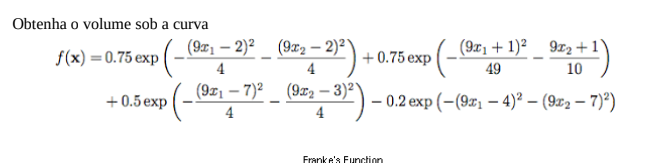 Obtenha o volume sob a curva
f(x) = 0.75 exp(−(9x₁ − 2)²/4 − (9x₂ − 2)²/4) + 0.75 exp(−(9x₁ + 1)²/49 − (9x₂ + 1)/10)
+ 0.5 exp(−(9x₁ − 7)²/4 − (9x₂ − 3)²/4) − 0.2 exp(−(9x₁ − 4)² − (9x₂ − 7)²)
Franke's Function